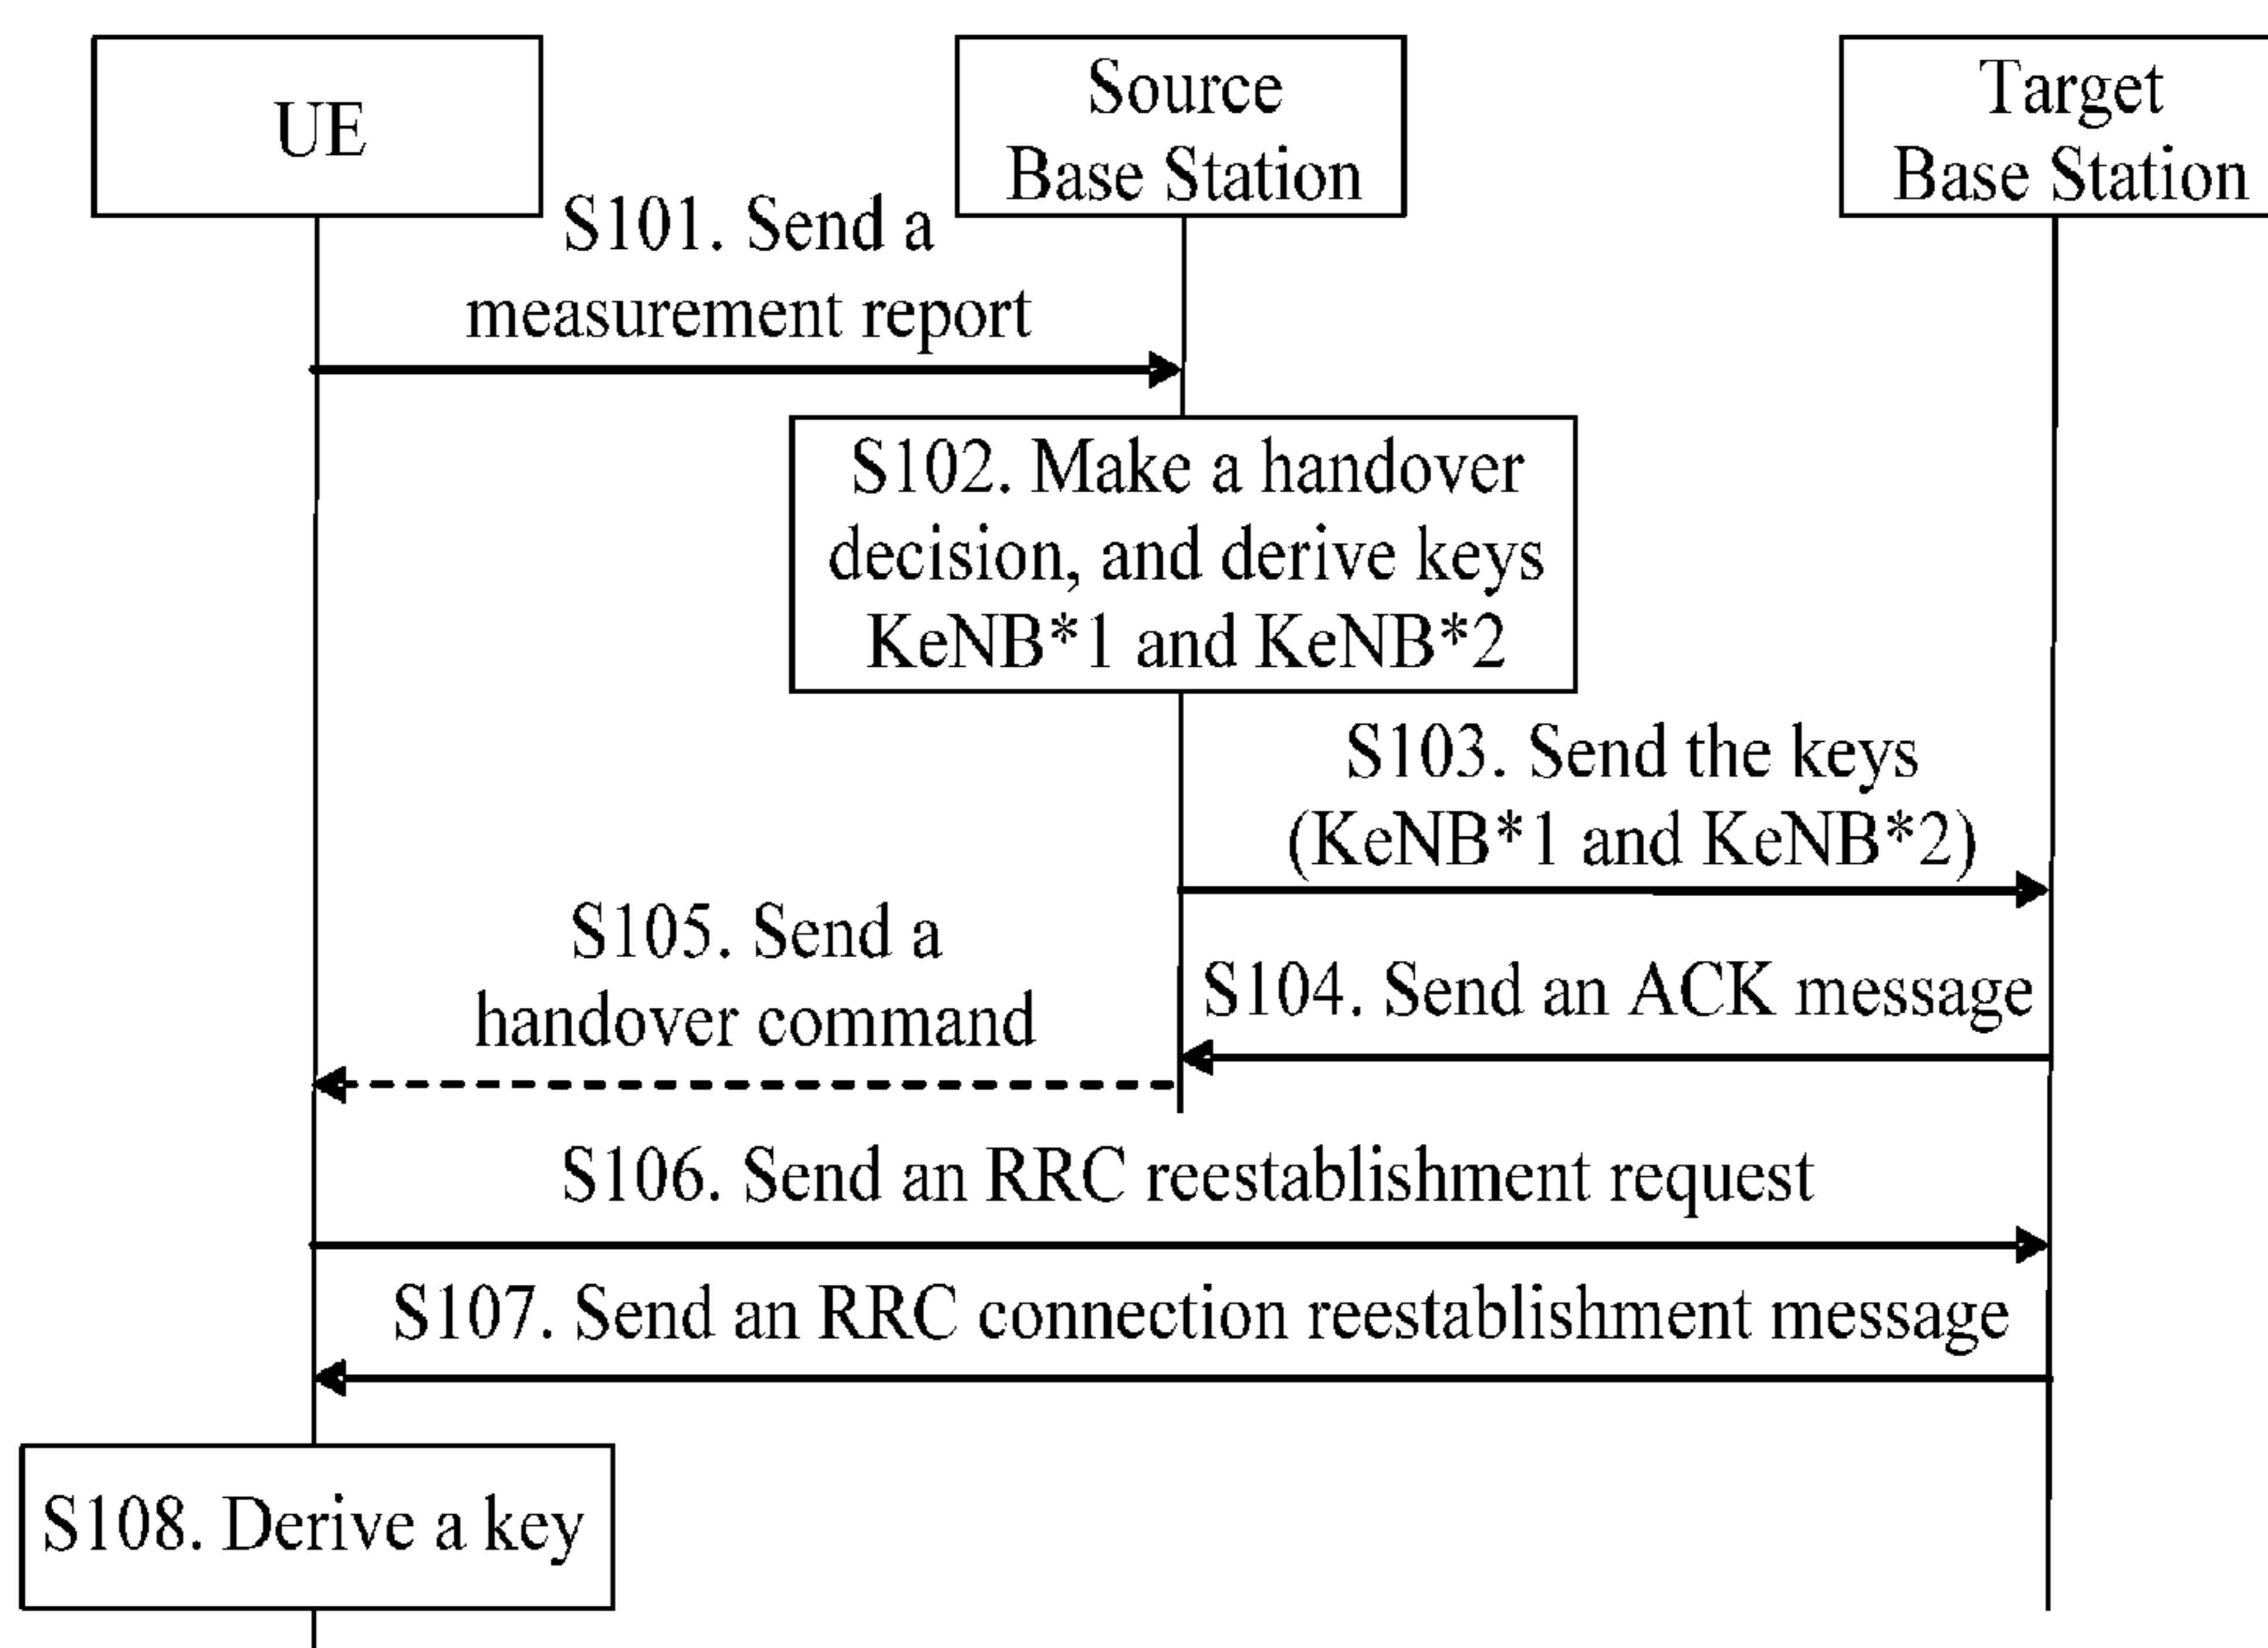 UE
Source
Base Station
Target
Base Station
S101. Send a
measurement report
S102. Make a handover
decision, and derive keys
KeNB*1 and KeNB*2
S103. Send the keys
(KeNB*1 and KeNB*2)
S105. Send a
handover command
S104. Send an ACK message
S106. Send an RRC reestablishment request
S107. Send an RRC connection reestablishment message
S108. Derive a key